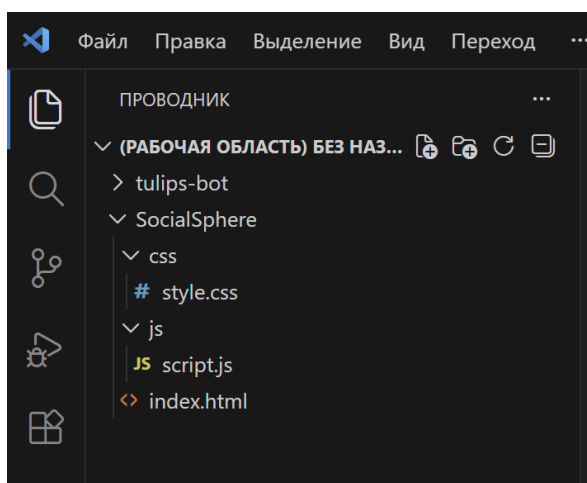 Файл Правка Выделение Вид Переход ...
ПРОВОДНИК ...
(РАБОЧАЯ ОБЛАСТЬ) БЕЗ НАЗ...
tulips-bot
SocialSphere
css
# style.css
js
JS script.js
<> index.html